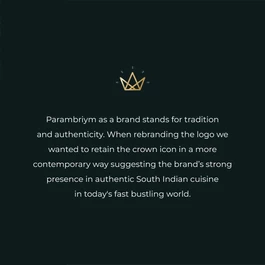 Parambriym as a brand stands for tradition
and authenticity. When rebranding the logo we
wanted to retain the crown icon in a more
contemporary way suggesting the brand's strong
presence in authentic South Indian cuisine
in today's fast bustling world.